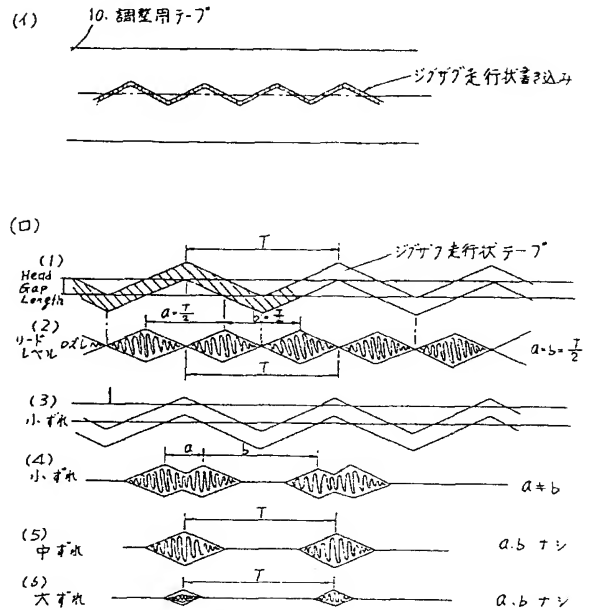 (イ)
10.調整用テープ
ジグザグ走行状書き込み
(ロ)
(1)
Head
Gap
Length
T
ジグザグ走行状テープ
(2)
リード
レベル
0ズレ
a=T/2
b=T/2
T
a=b=T/2
(3)
小ずれ
(4)
小ずれ
a
b
a≠b
(5)
中ずれ
T
a.b ナシ
(6)
大ずれ
T
a.b ナシ